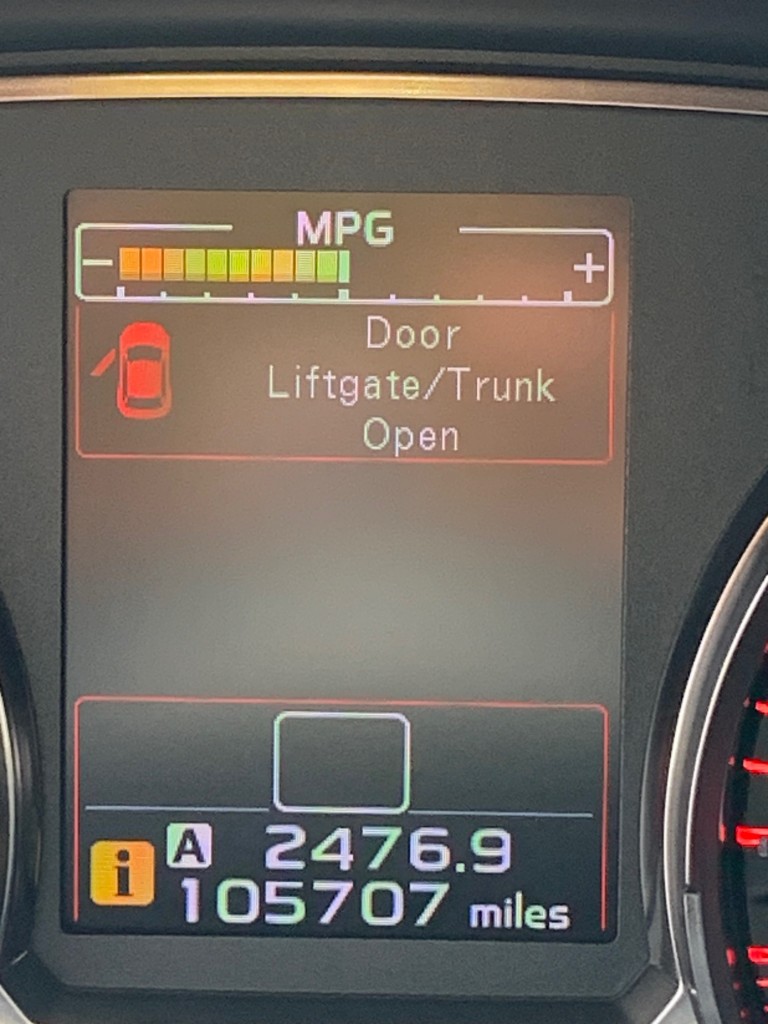 MPG
− +
Door
Liftgate/Trunk
Open
A 2476.9
i 105707 miles